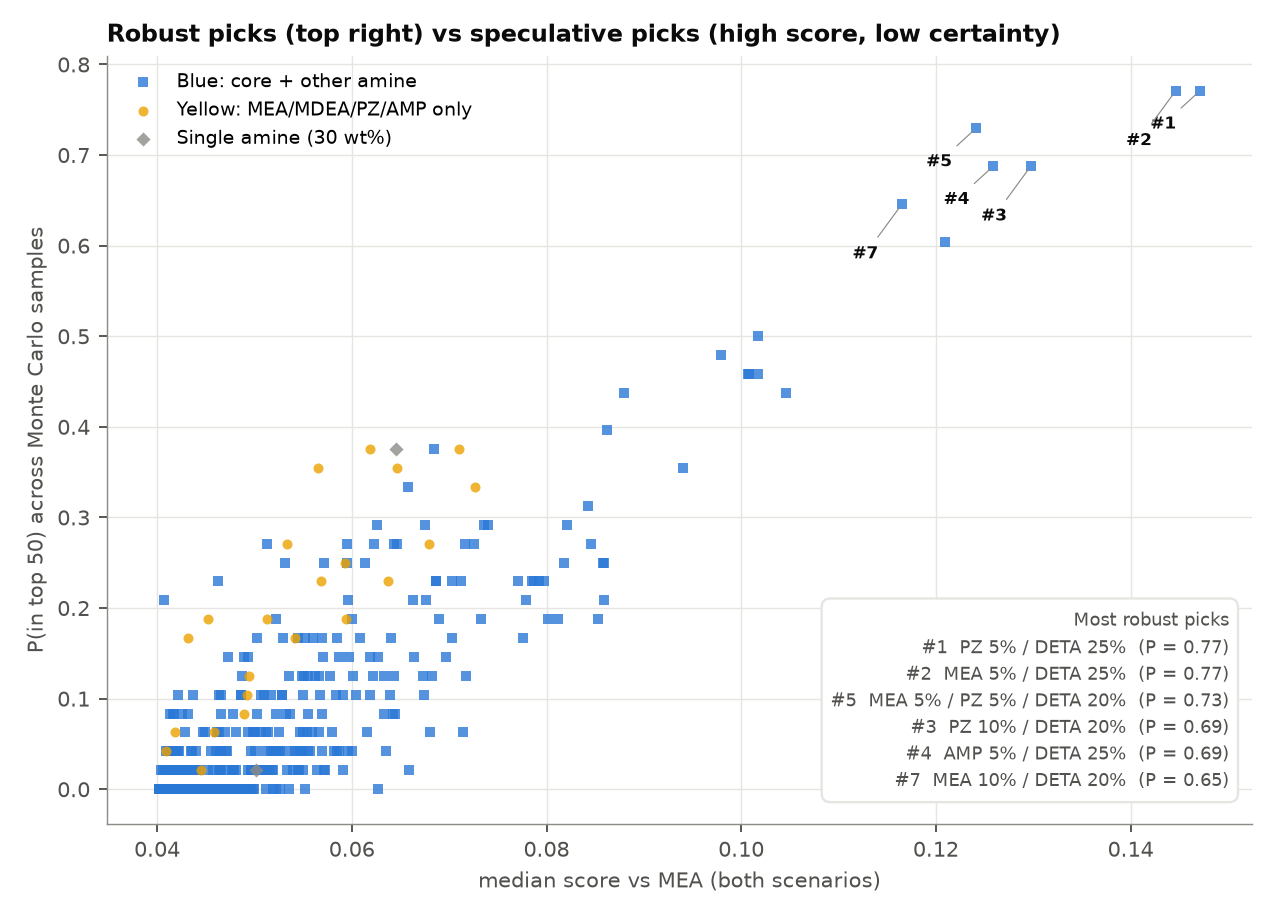 Robust picks (top right) vs speculative picks (high score, low certainty)
Blue: core + other amine
Yellow: MEA/MDEA/PZ/AMP only
Single amine (30 wt%)
P(in top 50) across Monte Carlo samples
0.8
0.7
0.6
0.5
0.4
0.3
0.2
0.1
0.0
#1
#2
#5
#4
#3
#7
Most robust picks
#1  PZ 5% / DETA 25%  (P = 0.77)
#2  MEA 5% / DETA 25%  (P = 0.77)
#5  MEA 5% / PZ 5% / DETA 20%  (P = 0.73)
#3  PZ 10% / DETA 20%  (P = 0.69)
#4  AMP 5% / DETA 25%  (P = 0.69)
#7  MEA 10% / DETA 20%  (P = 0.65)
0.04 0.06 0.08 0.10 0.12 0.14
median score vs MEA (both scenarios)